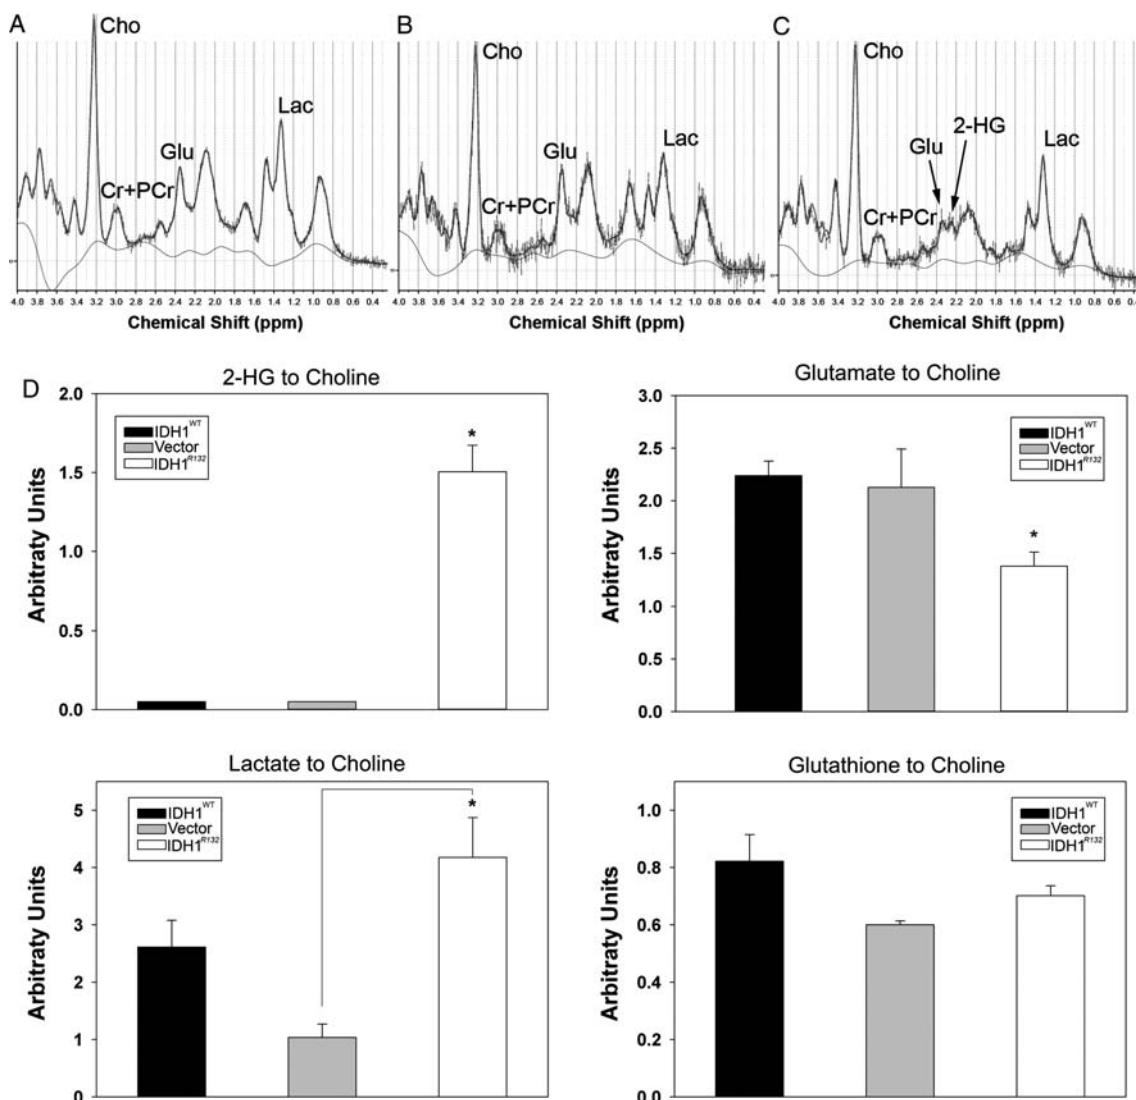 A
Cho
Lac
Glu
Cr+PCr
4.0 3.8 3.6 3.4 3.2 3.0 2.8 2.6 2.4 2.2 2.0 1.8 1.6 1.4 1.2 1.0 0.8 0.6 0.4
Chemical Shift (ppm)
B
Cho
Glu
Lac
Cr+PCr
4.0 3.8 3.6 3.4 3.2 3.0 2.8 2.6 2.4 2.2 2.0 1.8 1.6 1.4 1.2 1.0 0.8 0.6 0.4
Chemical Shift (ppm)
C
Cho
2-HG
Glu
Lac
Cr+PCr
4.0 3.8 3.6 3.4 3.2 3.0 2.8 2.6 2.4 2.2 2.0 1.8 1.6 1.4 1.2 1.0 0.8 0.6 0.4
Chemical Shift (ppm)
D
2-HG to Choline
Arbitraty Units
2.0
1.5
1.0
0.5
0.0
IDH1WT
Vector
IDH1R132
*
Glutamate to Choline
Arbitraty Units
3.0
2.5
2.0
1.5
1.0
0.5
0.0
IDH1WT
Vector
IDH1R132
*
Lactate to Choline
Arbitraty Units
5
4
3
2
1
0
IDH1WT
Vector
IDH1R132
*
Glutathione to Choline
Arbitraty Units
1.0
0.8
0.6
0.4
0.2
0.0
IDH1WT
Vector
IDH1R132